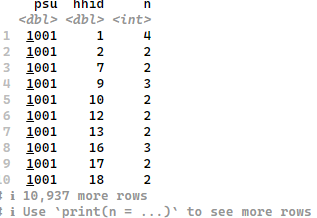 psu hhid n
<dbl> <dbl> <int>
1 1001 1 4
2 1001 2 2
3 1001 7 2
4 1001 9 3
5 1001 10 2
6 1001 12 2
7 1001 13 2
8 1001 16 3
9 1001 17 2
10 1001 18 2
# ℹ 10,937 more rows
# ℹ Use `print(n = ...)` to see more rows